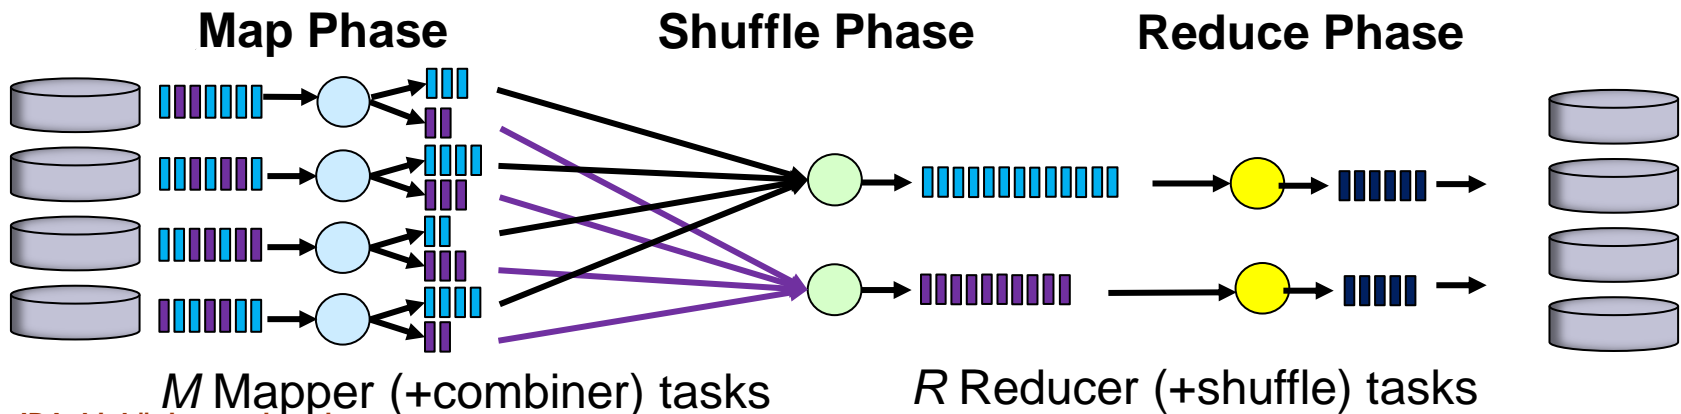 Map Phase Shuffle Phase Reduce Phase
M Mapper (+combiner) tasks R Reducer (+shuffle) tasks